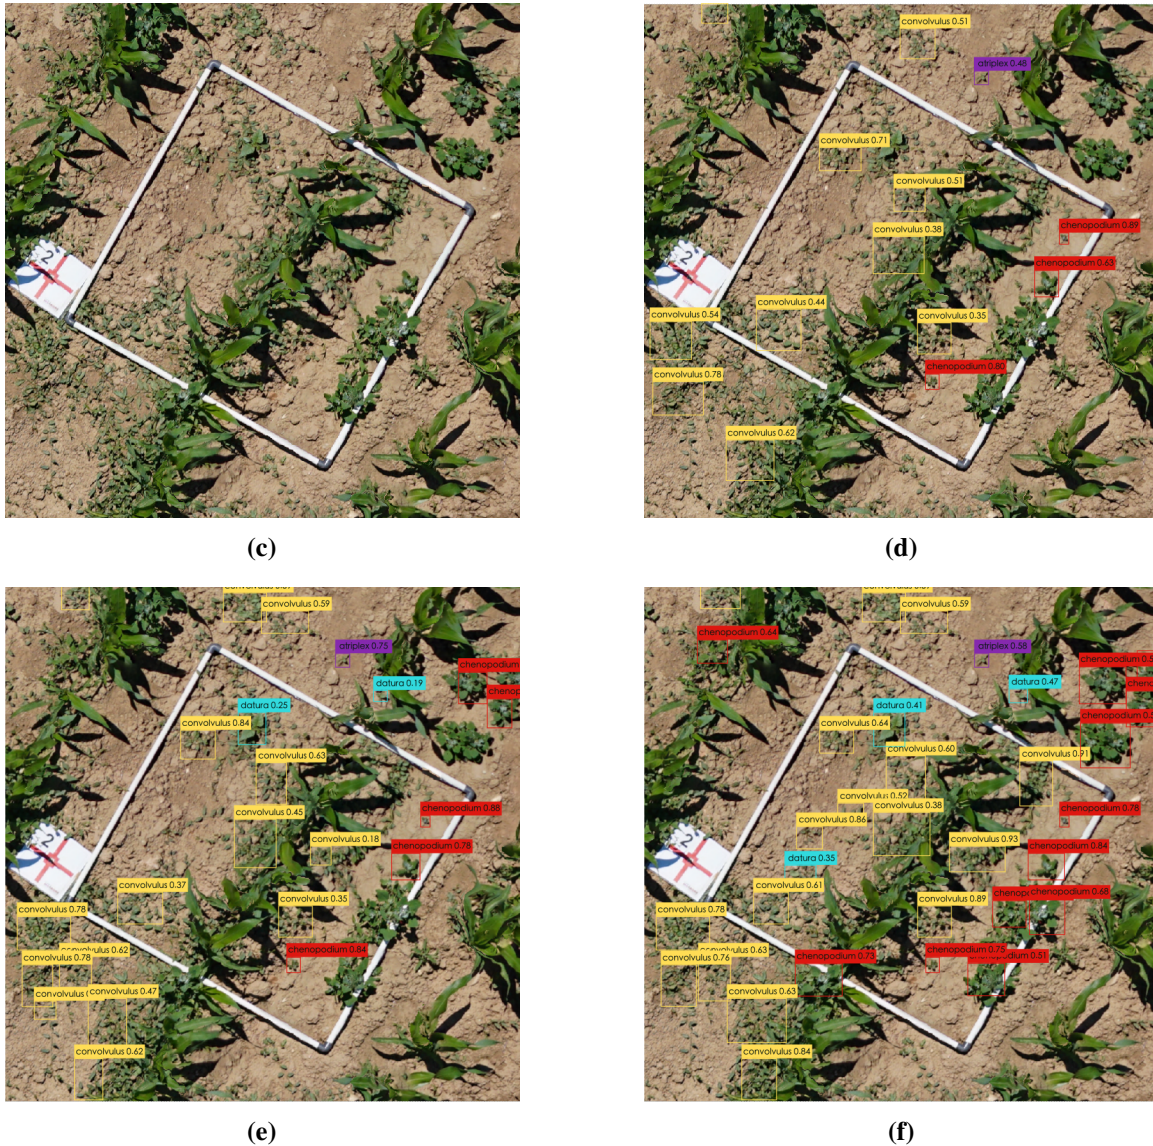 2
convolvulus 0.51
atriplex 0.48
convolvulus 0.71
convolvulus 0.51
convolvulus 0.38
chenopodium 0.89
chenopodium 0.63
2
convolvulus 0.44
convolvulus 0.54
convolvulus 0.35
chenopodium 0.80
convolvulus 0.78
convolvulus 0.62
(c)
(d)
convolvulus 0.59
atriplex 0.75
chenopodium
datura 0.19
datura 0.25
convolvulus 0.84
convolvulus 0.63
convolvulus 0.45
chenopodium 0.88
convolvulus 0.18
chenopodium 0.78
2
convolvulus 0.37
convolvulus 0.78
convolvulus 0.35
convolvulus 0.62
chenopodium 0.84
convolvulus 0.78
convolvulus 0.47
convolvulus 0.62
convolvulus 0.59
chenopodium 0.64
atriplex 0.58
datura 0.47
datura 0.41
convolvulus 0.64
convolvulus 0.60
convolvulus 0.91
convolvulus 0.52
convolvulus 0.38
chenopodium 0.78
convolvulus 0.86
convolvulus 0.93
chenopodium 0.84
2
datura 0.35
convolvulus 0.61
chenopodium 0.68
convolvulus 0.78
convolvulus 0.89
convolvulus 0.63
chenopodium 0.73
chenopodium 0.75
chenopodium 0.51
convolvulus 0.76
convolvulus 0.63
convolvulus 0.84
(e)
(f)